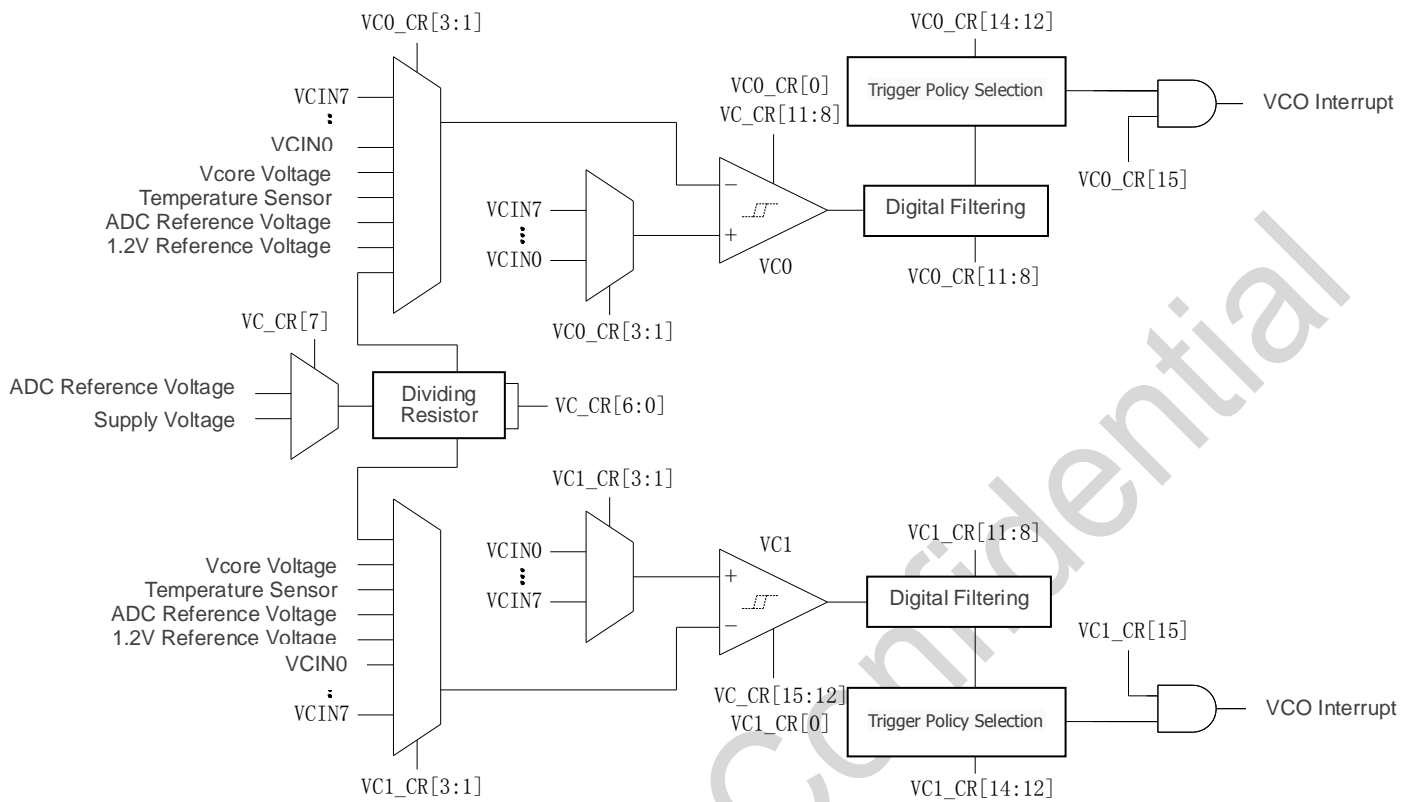 VC0_CR[3:1]
VCIN7
VCIN0
Vcore Voltage
Temperature Sensor
ADC Reference Voltage
1.2V Reference Voltage
VCIN7
VCIN0
VC0_CR[3:1]
VC0_CR[0]
VC_CR[11:8]
VC0
VC0_CR[14:12]
Trigger Policy Selection
Digital Filtering
VC0_CR[11:8]
VC0_CR[15]
VCO Interrupt
VC_CR[7]
ADC Reference Voltage
Supply Voltage
Dividing
Resistor
VC_CR[6:0]
Vcore Voltage
Temperature Sensor
ADC Reference Voltage
1.2V Reference Voltage
VCIN0
VCIN7
VC1_CR[3:1]
VC1_CR[3:1]
VCIN0
VCIN7
VC1
VC_CR[15:12]
VC1_CR[0]
VC1_CR[11:8]
Digital Filtering
Trigger Policy Selection
VC1_CR[14:12]
VC1_CR[15]
VCO Interrupt
Confidential